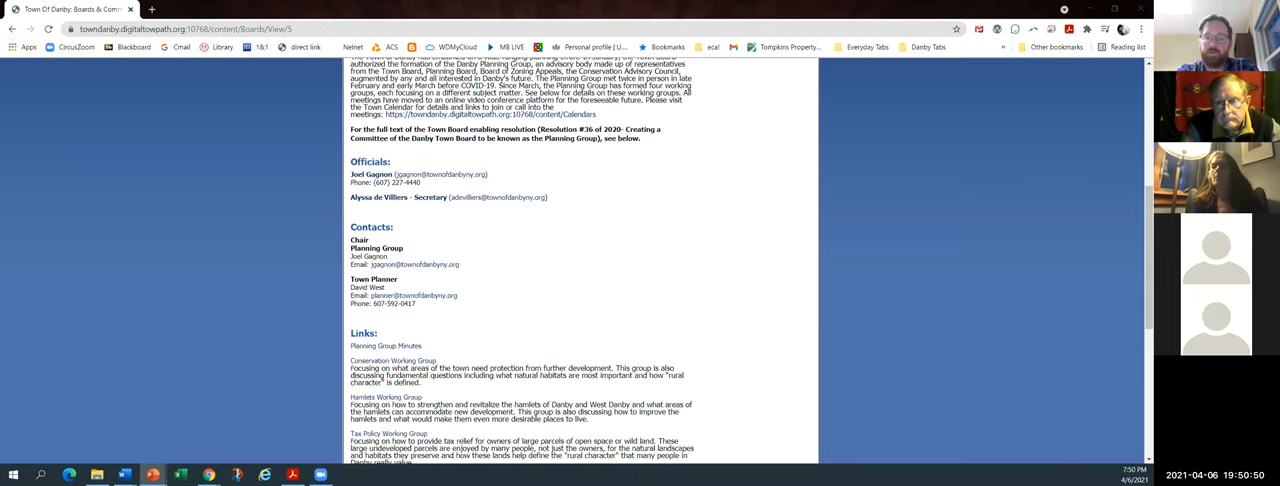 Town Of Danby: Boards & Comm
towndanby.digitaltowpath.org:10768/content/Boards/View/5
Apps CircusZoom Blackboard Gmail Library 1&1 direct link Nelnet ACS Blog WDMyCloud MB LIVE Personal profile | U... Bookmarks eca! Tompkins Property... Everyday Tabs Danby Tabs » Other bookmarks Reading list
authorized the formation of the Danby Planning Group, an advisory body made up of representatives
from the Town Board, Planning Board, Board of Zoning Appeals, the Conservation Advisory Council,
augmented by any and all interested in Danby's future. The Planning Group met twice in person in late
February and early March before COVID-19. Since March, the Planning Group has formed four working
groups, each focusing on a different subject matter. See below for details on these working groups. All
meetings have moved to an online video conference platform for the foreseeable future. Please visit
the Town Calendar for details and links to join or call into the
meetings: https://towndanby.digitaltowpath.org:10768/content/Calendars
For the full text of the Town Board enabling resolution (Resolution #36 of 2020- Creating a
Committee of the Danby Town Board to be known as the Planning Group), see below.
Officials:
Joel Gagnon (jgagnon@townofdanbyny.org)
Phone: (607) 227-4440
Alyssa de Villiers - Secretary (adevilliers@townofdanbyny.org)
Contacts:
Chair
Planning Group
Joel Gagnon
Email: jgagnon@townofdanbyny.org
Town Planner
David West
Email: planner@townofdanbyny.org
Phone: 607-592-0417
Links:
Planning Group Minutes
Conservation Working Group
Focusing on what areas of the town need protection from further development. This group is also
discussing fundamental questions including what natural habitats are most important and how "rural
character" is defined.
Hamlets Working Group
Focusing on how to strengthen and revitalize the hamlets of Danby and West Danby and what areas of
the hamlets can accommodate new development. This group is also discussing how to improve the
hamlets and what would make them even more desirable places to live.
Tax Policy Working Group
Focusing on how to provide tax relief for owners of large parcels of open space or wild land. These
large undeveloped parcels are enjoyed by many people, not just the owners, for the natural landscapes
and habitats they preserve and how these lands help define the "rural character" that many people in
Danby really value.
7:50 PM
4/6/2021
2021-04-06 19:50:50